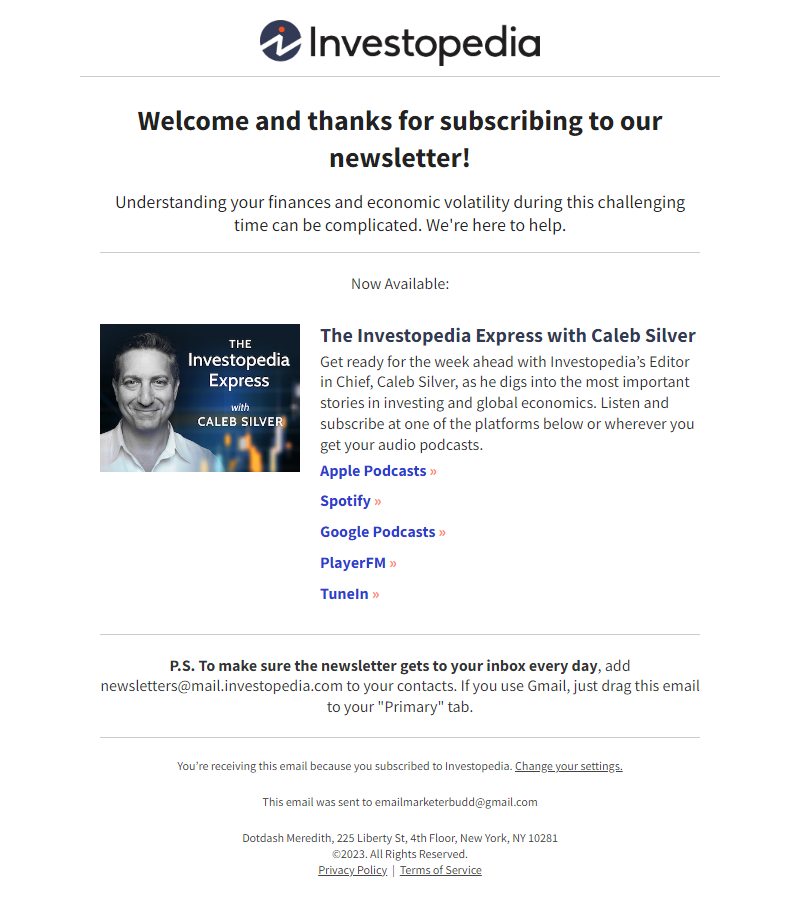 Investopedia
Welcome and thanks for subscribing to our
newsletter!
Understanding your finances and economic volatility during this challenging
time can be complicated. We're here to help.
Now Available:
THE
Investopedia
Express
with
CALEB SILVER
The Investopedia Express with Caleb Silver
Get ready for the week ahead with Investopedia’s Editor
in Chief, Caleb Silver, as he digs into the most important
stories in investing and global economics. Listen and
subscribe at one of the platforms below or wherever you
get your audio podcasts.
Apple Podcasts »
Spotify »
Google Podcasts »
PlayerFM »
TuneIn »
P.S. To make sure the newsletter gets to your inbox every day, add
newsletters@mail.investopedia.com to your contacts. If you use Gmail, just drag this email
to your "Primary" tab.
You’re receiving this email because you subscribed to Investopedia. Change your settings.
This email was sent to emailmarketerbudd@gmail.com
Dotdash Meredith, 225 Liberty St, 4th Floor, New York, NY 10281
©2023. All Rights Reserved.
Privacy Policy | Terms of Service